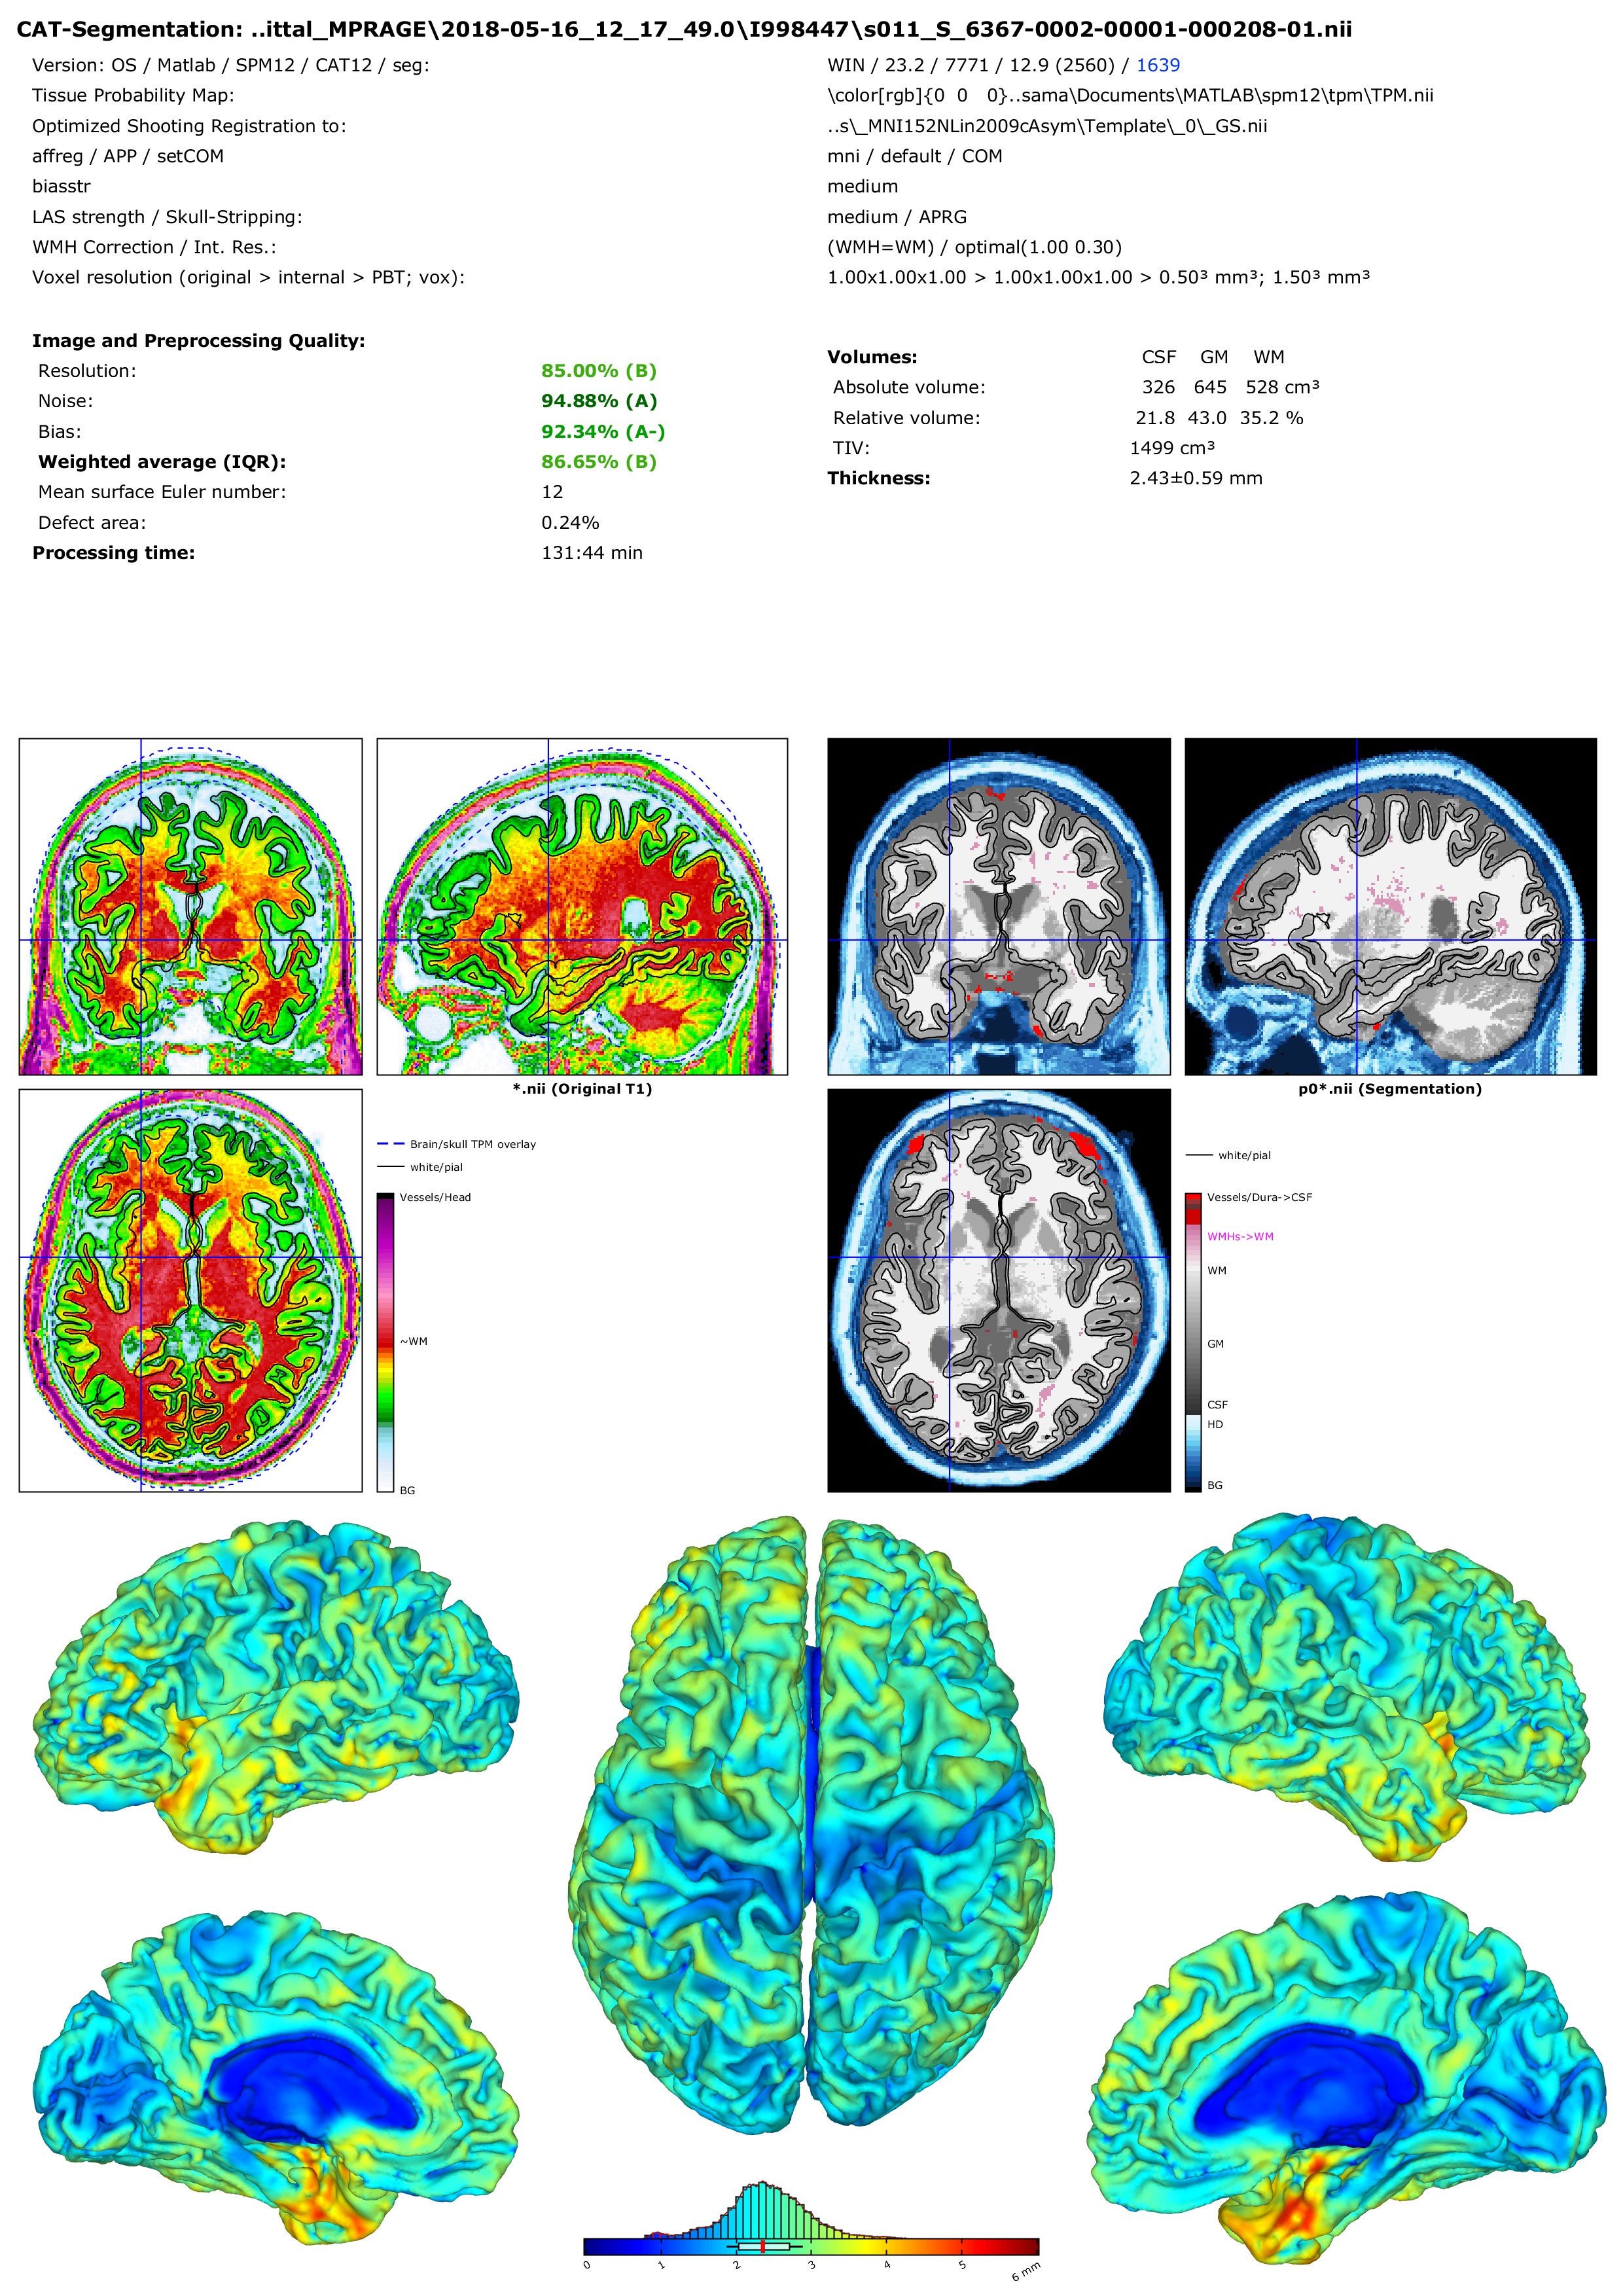 CAT-Segmentation: ..ittal_MPRAGE\2018-05-16_12_17_49.0\I998447\s011_S_6367-0002-00001-000208-01.nii
Version: OS / Matlab / SPM12 / CAT12 / seg: WIN / 23.2 / 7771 / 12.9 (2560) / 1639
Tissue Probability Map: \color[rgb]{0 0 0}..sama\Documents\MATLAB\spm12\tpm\TPM.nii
Optimized Shooting Registration to: ..s\_MNI152NLin2009cAsym\Template\_0\_GS.nii
affreg / APP / setCOM mni / default / COM
biasstr medium
LAS strength / Skull-Stripping: medium / APRG
WMH Correction / Int. Res.: (WMH=WM) / optimal(1.00 0.30)
Voxel resolution (original > internal > PBT; vox): 1.00x1.00x1.00 > 1.00x1.00x1.00 > 0.50³ mm³; 1.50³ mm³
Image and Preprocessing Quality:
Resolution: 85.00% (B)
Noise: 94.88% (A)
Bias: 92.34% (A-)
Weighted average (IQR): 86.65% (B)
Mean surface Euler number: 12
Defect area: 0.24%
Processing time: 131:44 min
Volumes: CSF GM WM
Absolute volume: 326 645 528 cm³
Relative volume: 21.8 43.0 35.2 %
TIV: 1499 cm³
Thickness: 2.43±0.59 mm
*.nii (Original T1)
p0*.nii (Segmentation)
Brain/skull TPM overlay
white/pial
Vessels/Head
~WM
BG
white/pial
Vessels/Dura->CSF
WMHs->WM
WM
GM
CSF
HD
BG
0 1 2 3 4 5 6 mm